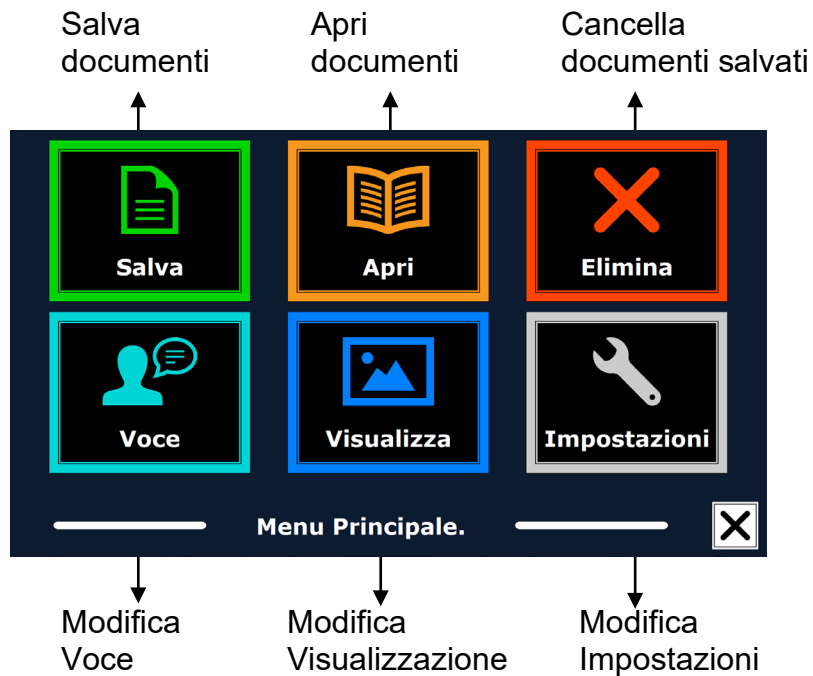 Salva
documenti
Apri
documenti
Cancella
documenti salvati
Salva
Apri
Elimina
Voce
Visualizza
Impostazioni
Menu Principale.
Modifica
Voce
Modifica
Visualizzazione
Modifica
Impostazioni